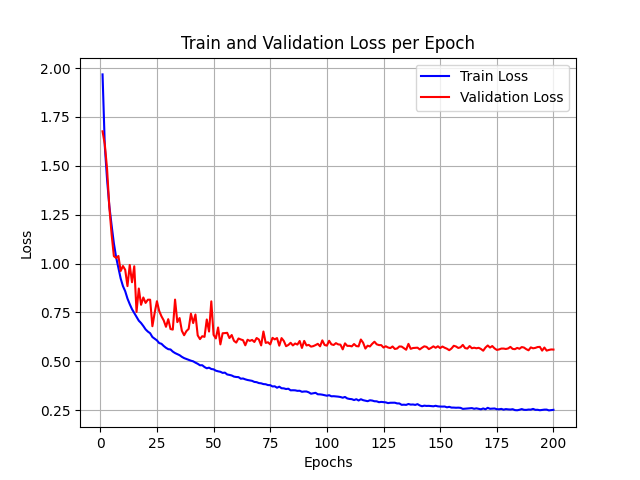 Train and Validation Loss per Epoch
Train Loss
Validation Loss
2.00
1.75
1.50
1.25
1.00
0.75
0.50
0.25
Loss
0 25 50 75 100 125 150 175 200
Epochs